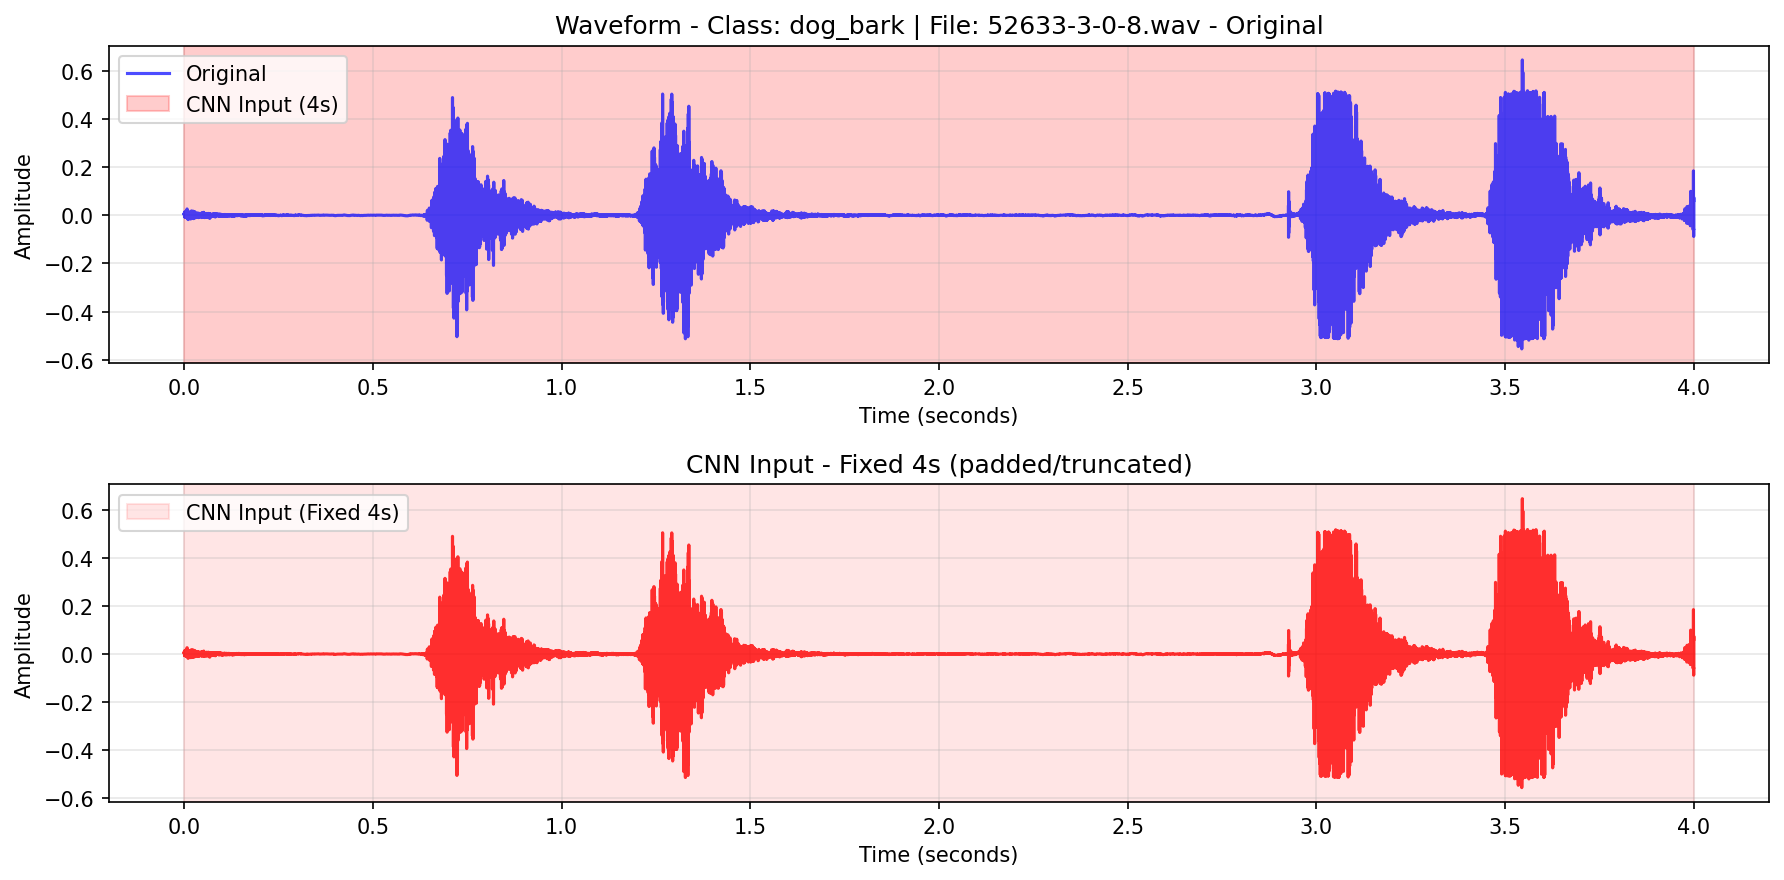 Waveform - Class: dog_bark | File: 52633-3-0-8.wav - Original
Original
CNN Input (4s)
Amplitude
0.6
0.4
0.2
0.0
−0.2
−0.4
−0.6
0.0 0.5 1.0 1.5 2.0 2.5 3.0 3.5 4.0
Time (seconds)
CNN Input - Fixed 4s (padded/truncated)
CNN Input (Fixed 4s)
Amplitude
0.6
0.4
0.2
0.0
−0.2
−0.4
−0.6
0.0 0.5 1.0 1.5 2.0 2.5 3.0 3.5 4.0
Time (seconds)